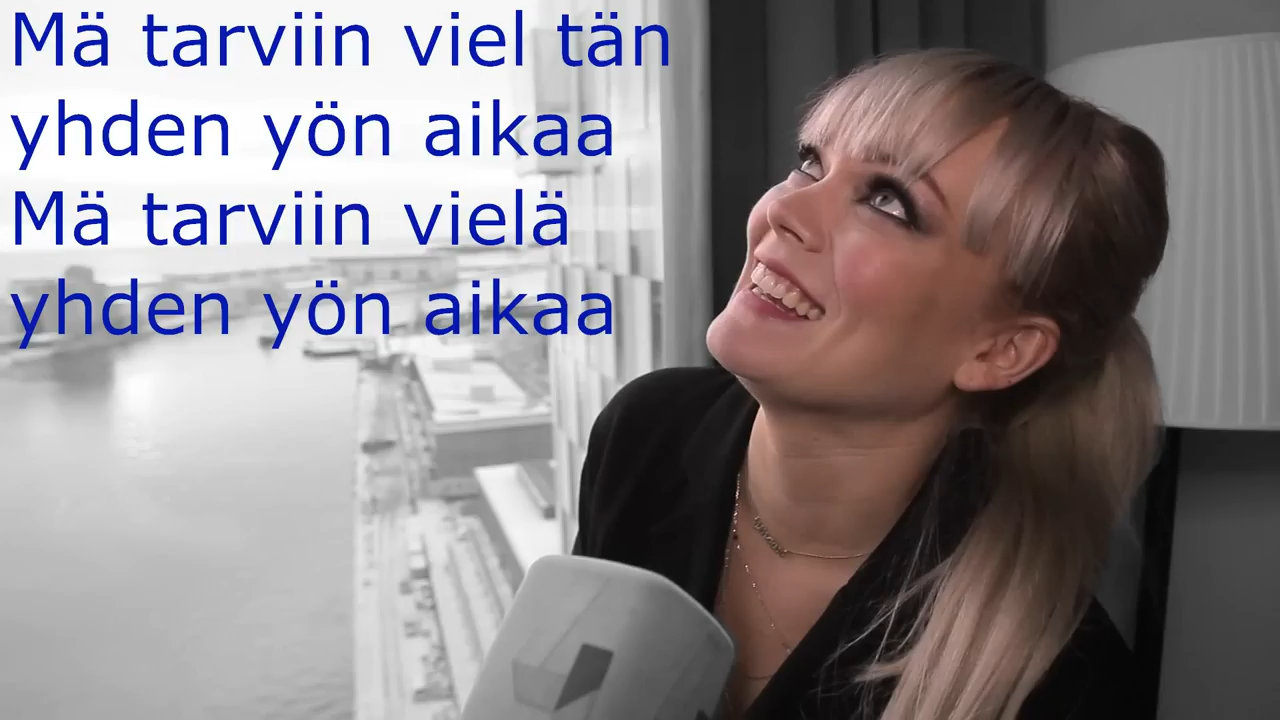 Mä tarviin viel tän
yhden yön aikaa
Mä tarviin vielä
yhden yön aikaa